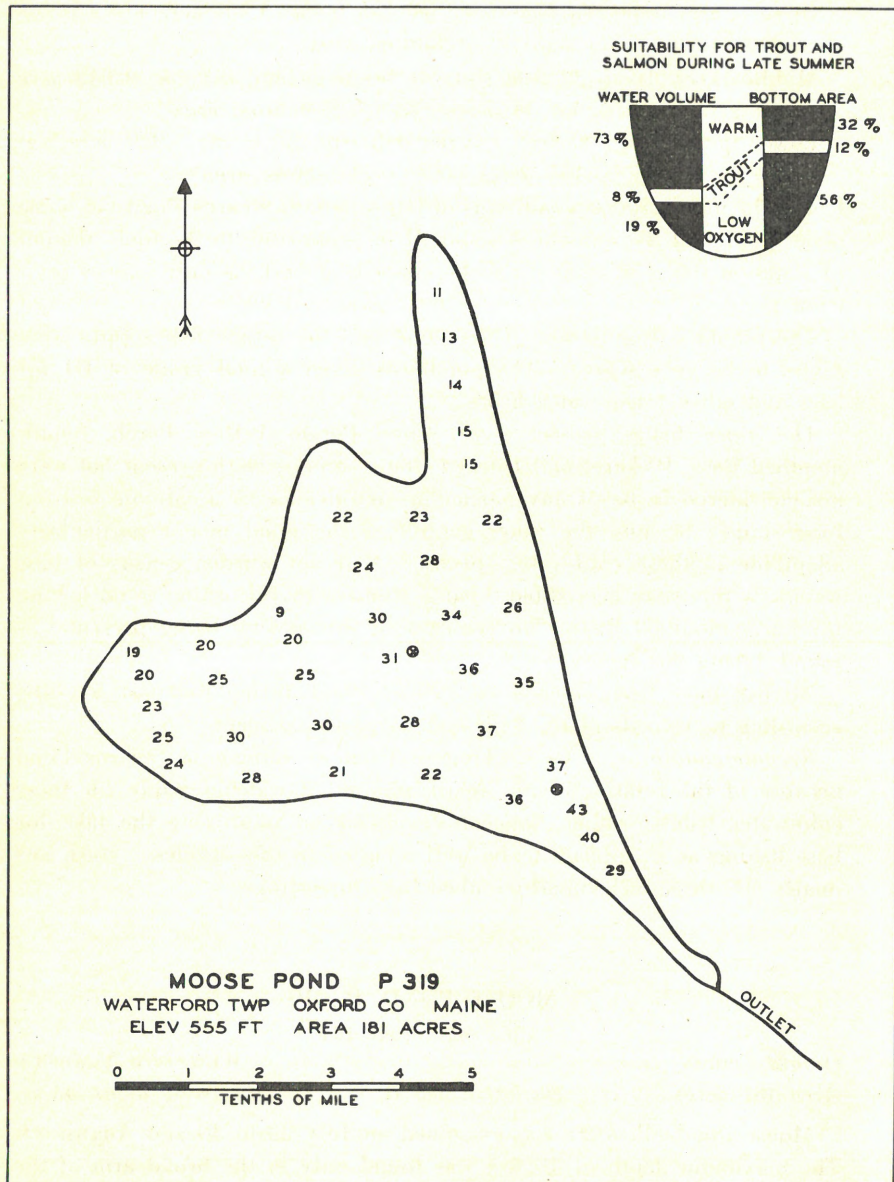 SUITABILITY FOR TROUT AND
SALMON DURING LATE SUMMER
WATER VOLUME BOTTOM AREA
73 % WARM 32 %
12 %
TROUT
8 % 56 %
19 % LOW
OXYGEN
11
13
14
15
15
22 23 22
24 28
9 30 34 26
19 20 20 31
20 25 25 36 35
23
25 30 30 28 37
24 28 21 22 37
36 43
40
29
MOOSE POND P 319
WATERFORD TWP OXFORD CO MAINE
ELEV 555 FT AREA 181 ACRES
OUTLET
0 1 2 3 4 5
TENTHS OF MILE